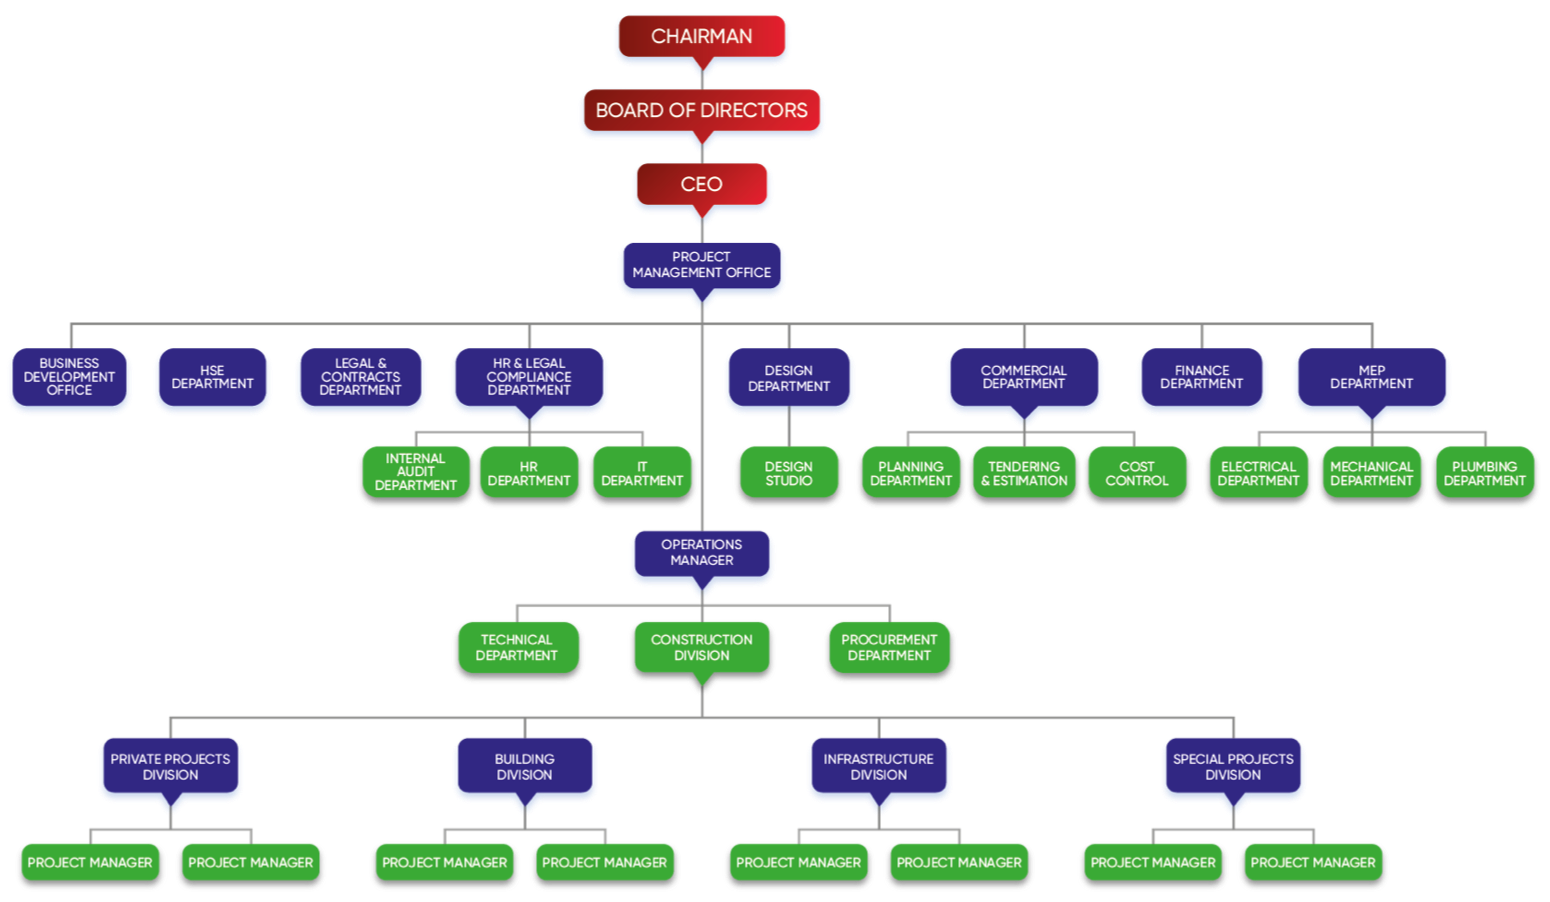 CHAIRMAN
BOARD OF DIRECTORS
CEO
PROJECT
MANAGEMENT OFFICE
BUSINESS
DEVELOPMENT
OFFICE
HSE
DEPARTMENT
LEGAL &
CONTRACTS
DEPARTMENT
HR & LEGAL
COMPLIANCE
DEPARTMENT
DESIGN
DEPARTMENT
COMMERCIAL
DEPARTMENT
FINANCE
DEPARTMENT
MEP
DEPARTMENT
INTERNAL
AUDIT
DEPARTMENT
HR
DEPARTMENT
IT
DEPARTMENT
DESIGN
STUDIO
PLANNING
DEPARTMENT
TENDERING
& ESTIMATION
COST
CONTROL
ELECTRICAL
DEPARTMENT
MECHANICAL
DEPARTMENT
PLUMBING
DEPARTMENT
OPERATIONS
MANAGER
TECHNICAL
DEPARTMENT
CONSTRUCTION
DIVISION
PROCUREMENT
DEPARTMENT
PRIVATE PROJECTS
DIVISION
BUILDING
DIVISION
INFRASTRUCTURE
DIVISION
SPECIAL PROJECTS
DIVISION
PROJECT MANAGER
PROJECT MANAGER
PROJECT MANAGER
PROJECT MANAGER
PROJECT MANAGER
PROJECT MANAGER
PROJECT MANAGER
PROJECT MANAGER